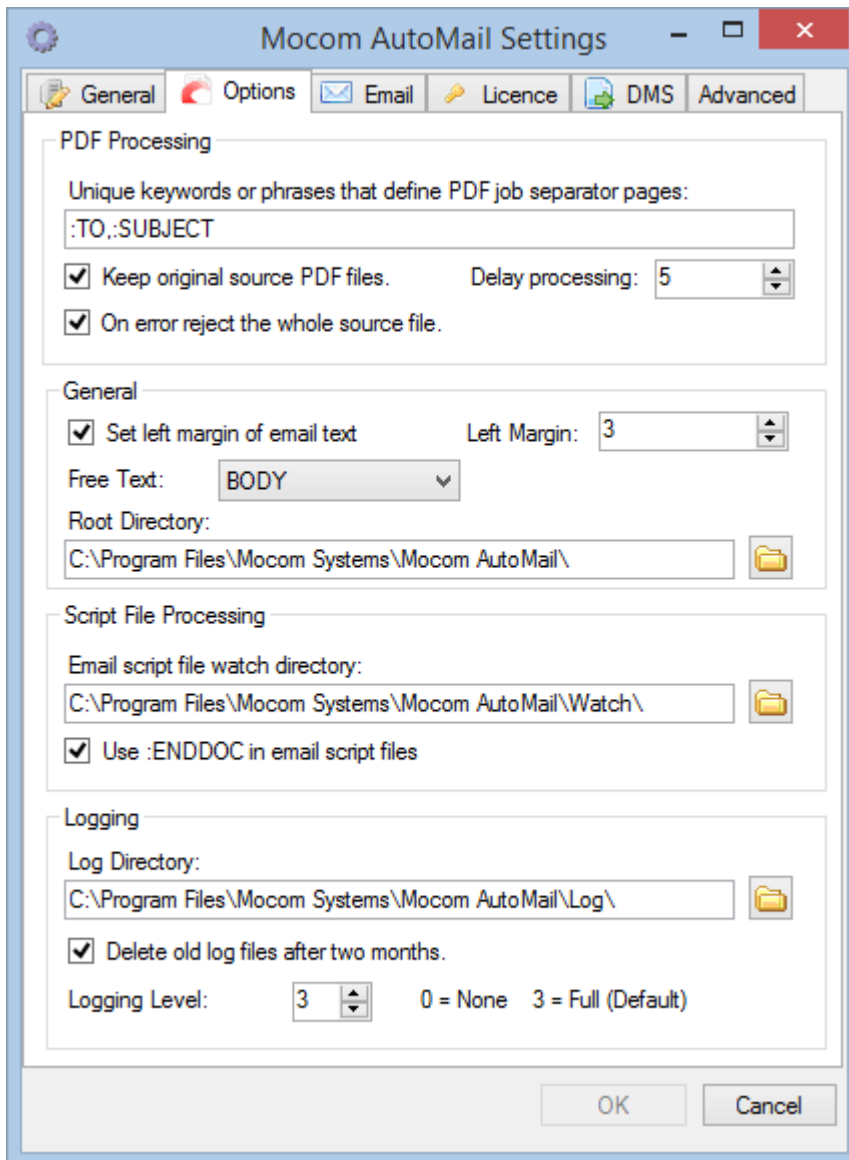 Mocom AutoMail Settings
General Options Email Licence DMS Advanced
PDF Processing
Unique keywords or phrases that define PDF job separator pages:
:TO,:SUBJECT
Keep original source PDF files. Delay processing: 5
On error reject the whole source file.
General
Set left margin of email text Left Margin: 3
Free Text: BODY
Root Directory:
C:\Program Files\Mocom Systems\Mocom AutoMail\
Script File Processing
Email script file watch directory:
C:\Program Files\Mocom Systems\Mocom AutoMail\Watch\
Use :ENDDOC in email script files
Logging
Log Directory:
C:\Program Files\Mocom Systems\Mocom AutoMail\Log\
Delete old log files after two months.
Logging Level: 3 0 = None 3 = Full (Default)
OK Cancel